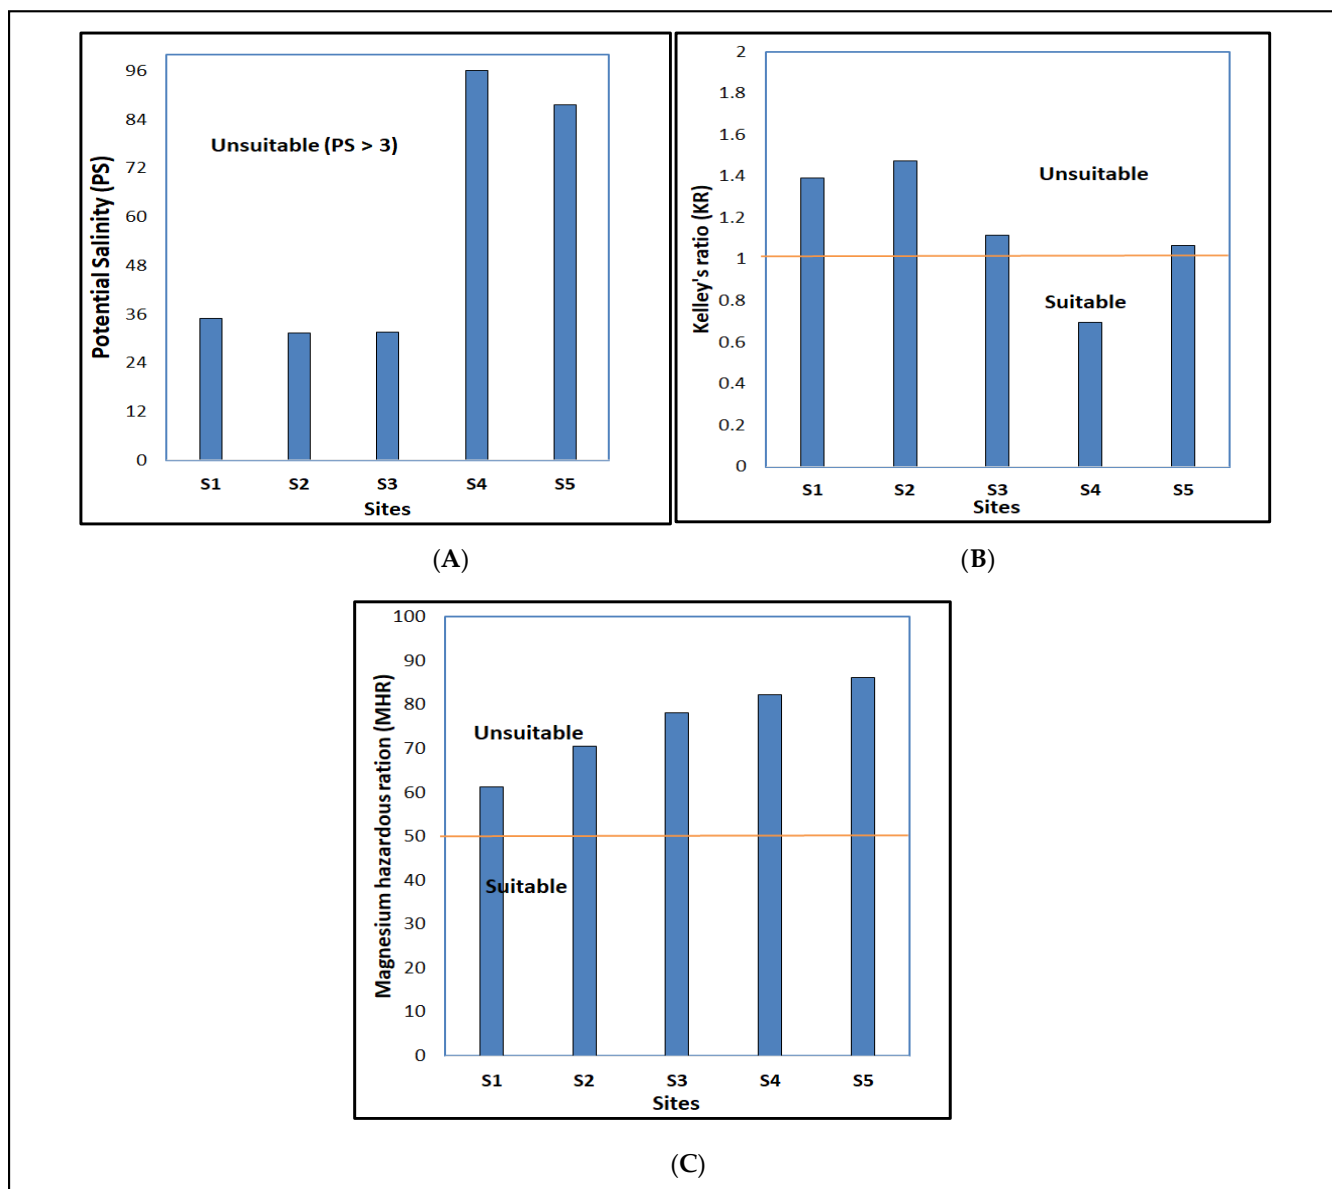 96
84
72
60
48
36
24
12
0
Potential Salinity (PS)
Unsuitable (PS > 3)
S1 S2 S3 S4 S5
Sites
(A)
2
1.8
1.6
1.4
1.2
1
0.8
0.6
0.4
0.2
0
Kelley's ratio (KR)
Unsuitable
Suitable
S1 S2 S3 S4 S5
Sites
(B)
100
90
80
70
60
50
40
30
20
10
0
Magnesium hazardous ration (MHR)
Unsuitable
Suitable
S1 S2 S3 S4 S5
Sites
(C)